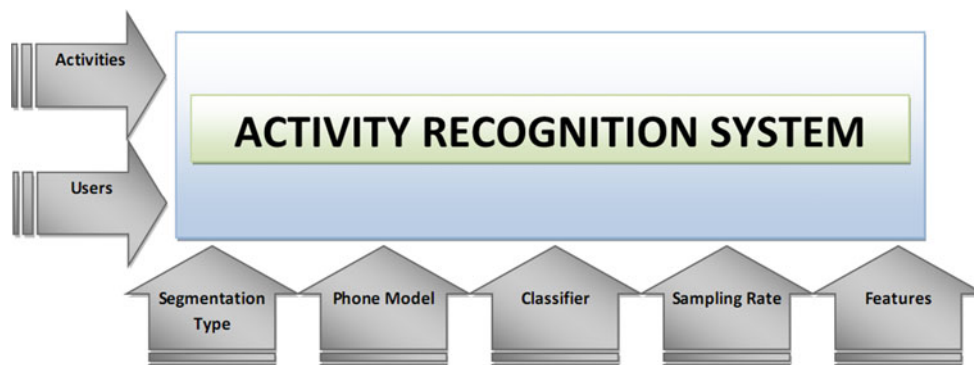 Activities
ACTIVITY RECOGNITION SYSTEM
Users
Segmentation
Type
Phone Model
Classifier
Sampling Rate
Features